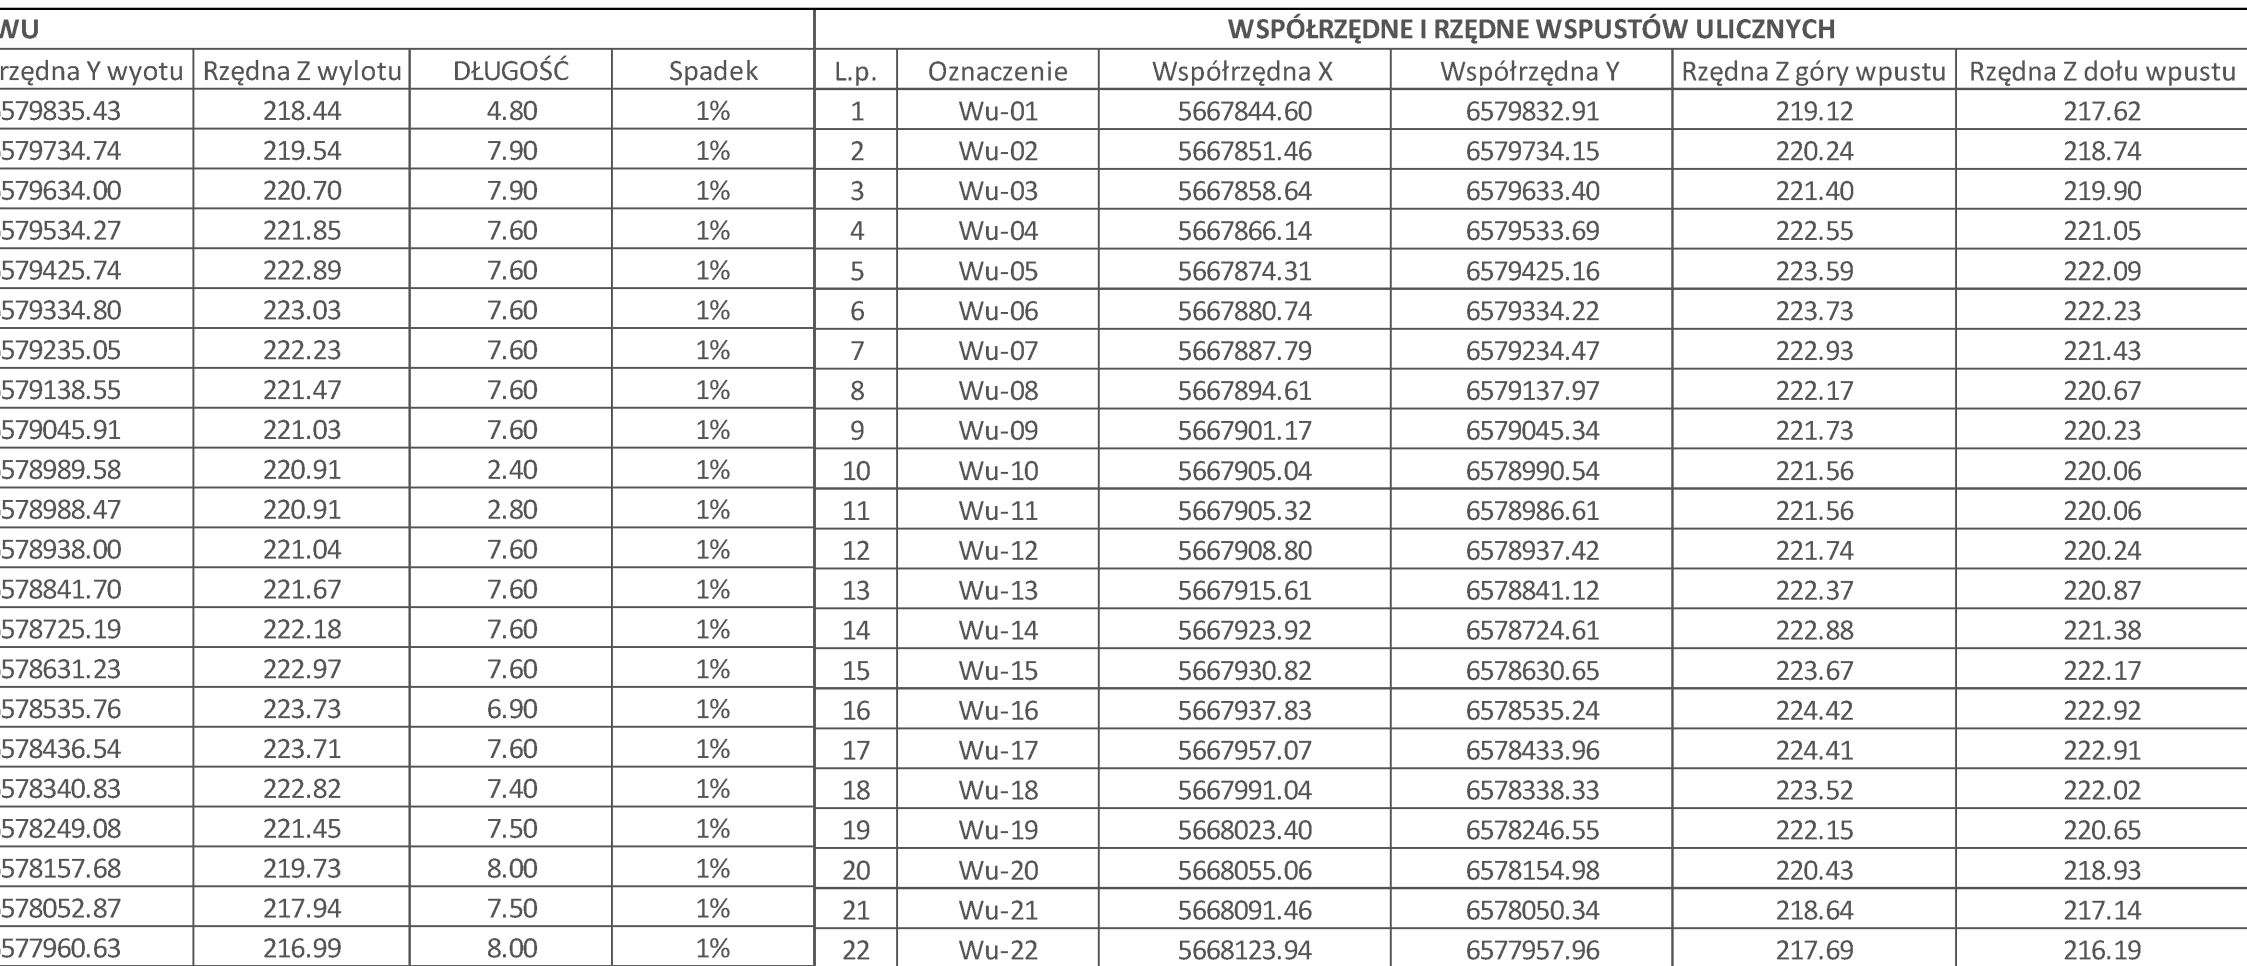 WU WSPÓŁRZĘDNE I RZĘDNE WSPUSTÓW ULICZNYCH
rzędna Y wyotu Rzędna Z wylotu DŁUGOŚĆ Spadek L.p. Oznaczenie Współrzędna X Współrzędna Y Rzędna Z góry wpustu Rzędna Z dołu wpustu
579835.43 218.44 4.80 1% 1 Wu-01 5667844.60 6579832.91 219.12 217.62
579734.74 219.54 7.90 1% 2 Wu-02 5667851.46 6579734.15 220.24 218.74
579634.00 220.70 7.90 1% 3 Wu-03 5667858.64 6579633.40 221.40 219.90
579534.27 221.85 7.60 1% 4 Wu-04 5667866.14 6579533.69 222.55 221.05
579425.74 222.89 7.60 1% 5 Wu-05 5667874.31 6579425.16 223.59 222.09
579334.80 223.03 7.60 1% 6 Wu-06 5667880.74 6579334.22 223.73 222.23
579235.05 222.23 7.60 1% 7 Wu-07 5667887.79 6579234.47 222.93 221.43
579138.55 221.47 7.60 1% 8 Wu-08 5667894.61 6579137.97 222.17 220.67
579045.91 221.03 7.60 1% 9 Wu-09 5667901.17 6579045.34 221.73 220.23
578989.58 220.91 2.40 1% 10 Wu-10 5667905.04 6578990.54 221.56 220.06
578988.47 220.91 2.80 1% 11 Wu-11 5667905.32 6578986.61 221.56 220.06
578938.00 221.04 7.60 1% 12 Wu-12 5667908.80 6578937.42 221.74 220.24
578841.70 221.67 7.60 1% 13 Wu-13 5667915.61 6578841.12 222.37 220.87
578725.19 222.18 7.60 1% 14 Wu-14 5667923.92 6578724.61 222.88 221.38
578631.23 222.97 7.60 1% 15 Wu-15 5667930.82 6578630.65 223.67 222.17
578535.76 223.73 6.90 1% 16 Wu-16 5667937.83 6578535.24 224.42 222.92
578436.54 223.71 7.60 1% 17 Wu-17 5667957.07 6578433.96 224.41 222.91
578340.83 222.82 7.40 1% 18 Wu-18 5667991.04 6578338.33 223.52 222.02
578249.08 221.45 7.50 1% 19 Wu-19 5668023.40 6578246.55 222.15 220.65
578157.68 219.73 8.00 1% 20 Wu-20 5668055.06 6578154.98 220.43 218.93
578052.87 217.94 7.50 1% 21 Wu-21 5668091.46 6578050.34 218.64 217.14
577960.63 216.99 8.00 1% 22 Wu-22 5668123.94 6577957.96 217.69 216.19